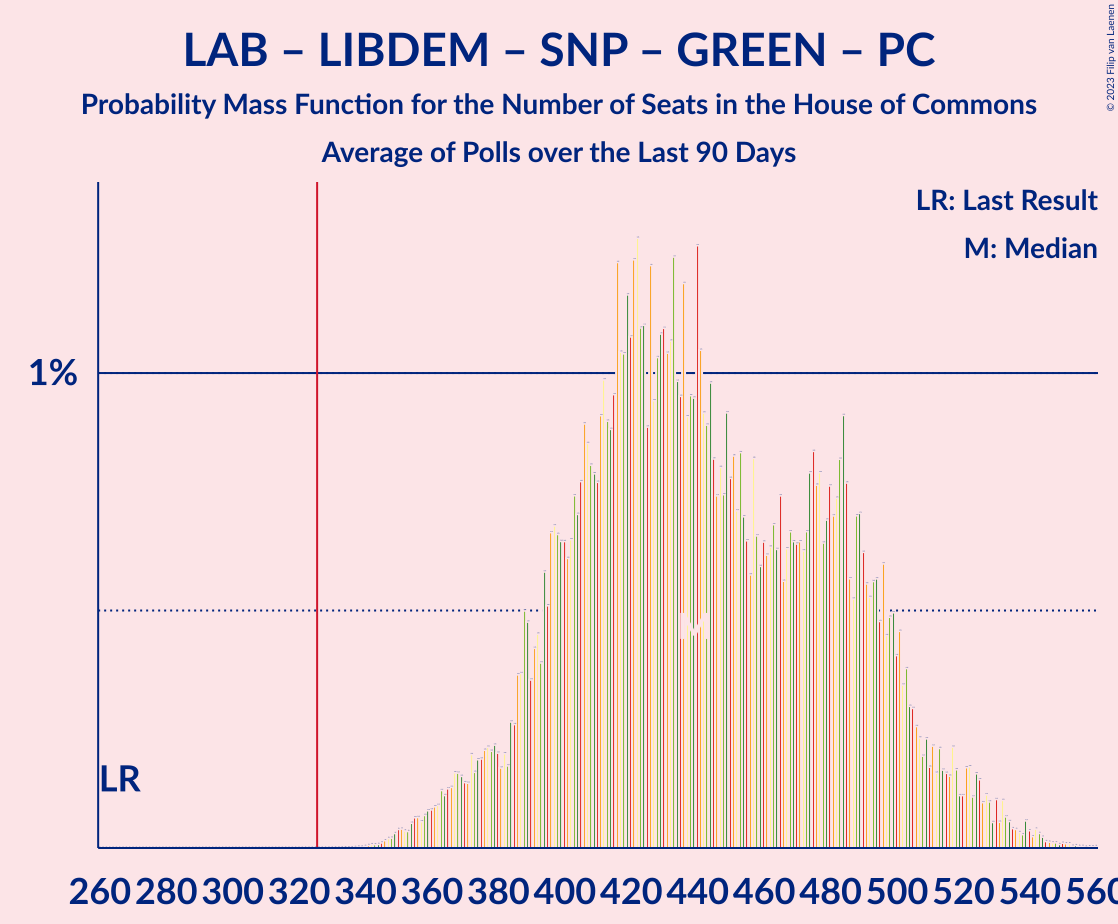 LAB – LIBDEM – SNP – GREEN – PC
Probability Mass Function for the Number of Seats in the House of Commons
Average of Polls over the Last 90 Days
© 2023 Filip van Laenen
LR: Last Result
M: Median
1%
M
LR
260 280 300 320 340 360 380 400 420 440 460 480 500 520 540 560